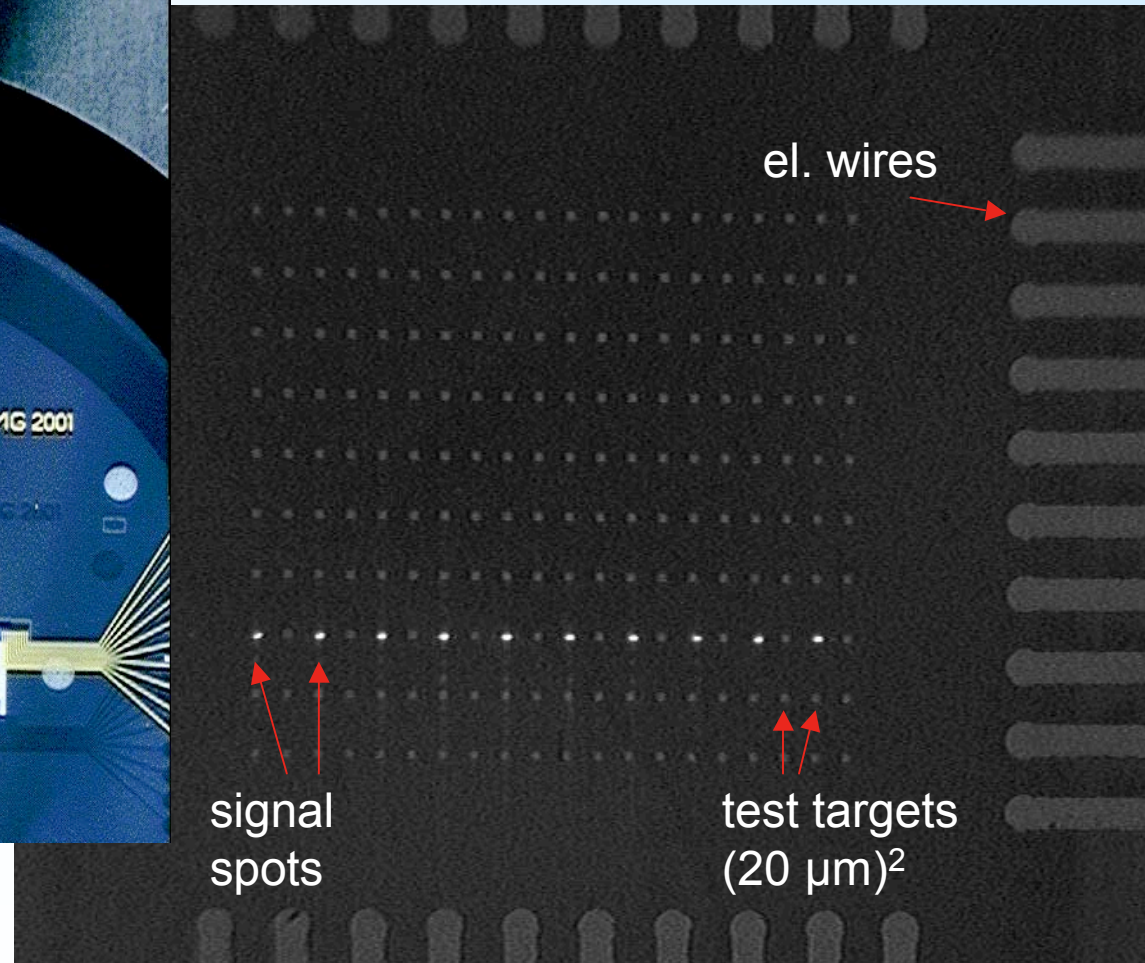 el. wires
MG 2001
signal
spots
test targets
(20 µm)²